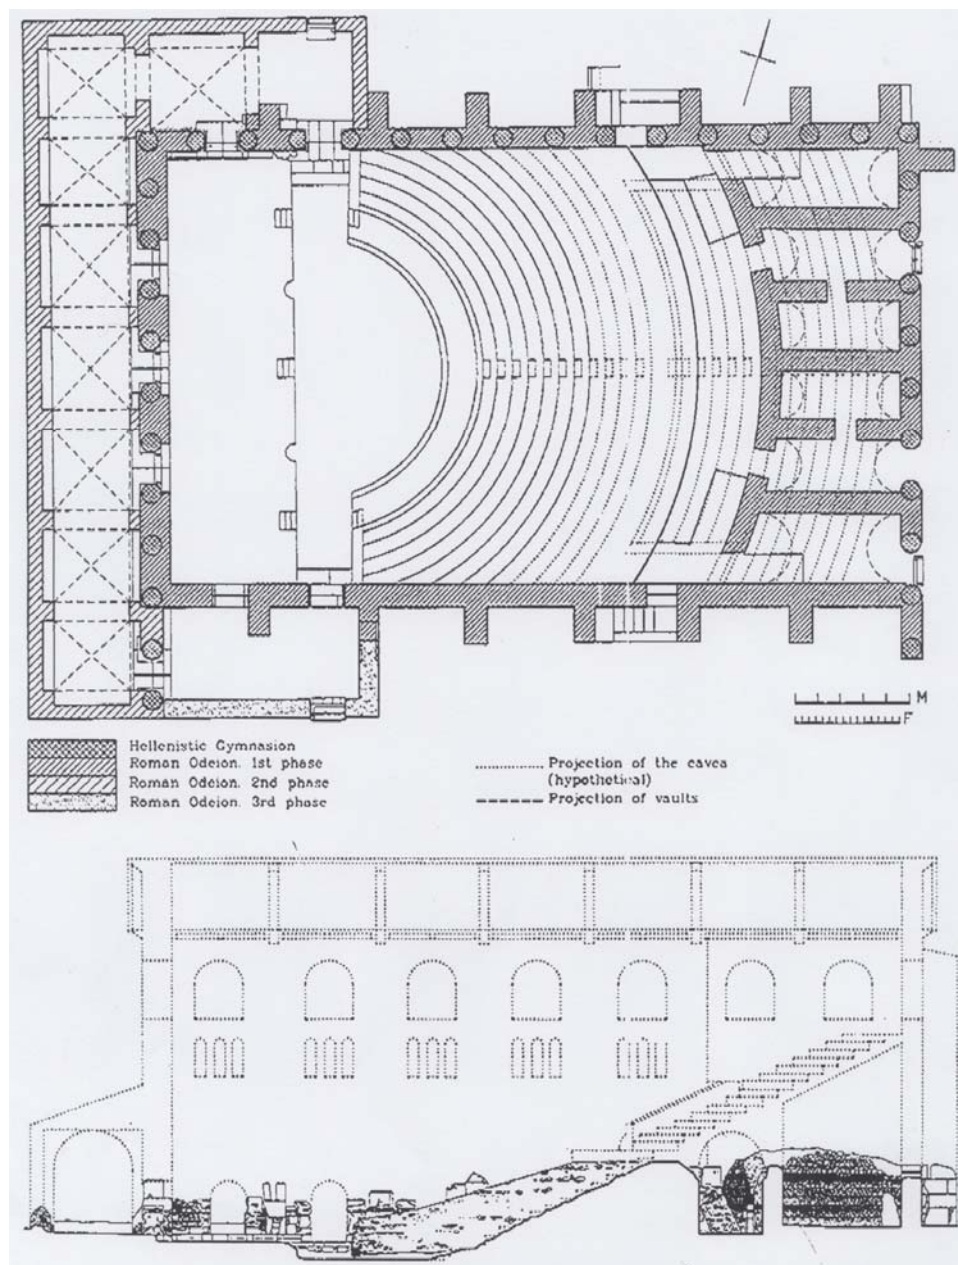 M
F
Hellenistic Gymnasion
Roman Odeion. 1st phase
Roman Odeion. 2nd phase
Roman Odeion. 3rd phase
Projection of the cavea
(hypothetical)
Projection of vaults